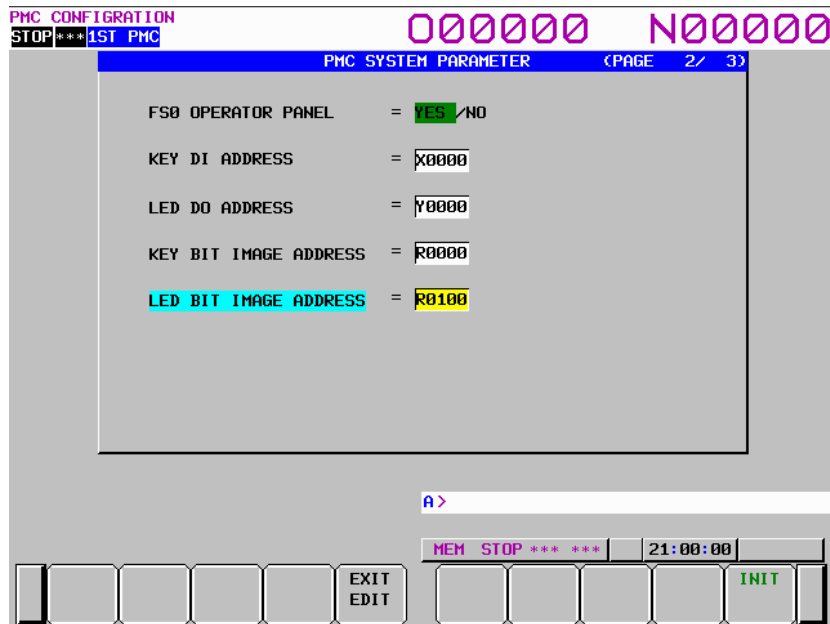 PMC CONFIGRATION
O00000 N00000
STOP *** 1ST PMC
PMC SYSTEM PARAMETER (PAGE 2/ 3)
FS0 OPERATOR PANEL = YES /NO
KEY DI ADDRESS = X0000
LED DO ADDRESS = Y0000
KEY BIT IMAGE ADDRESS = R0000
LED BIT IMAGE ADDRESS = R0100
A>
MEM STOP *** *** 21:00:00
EXIT EDIT INIT